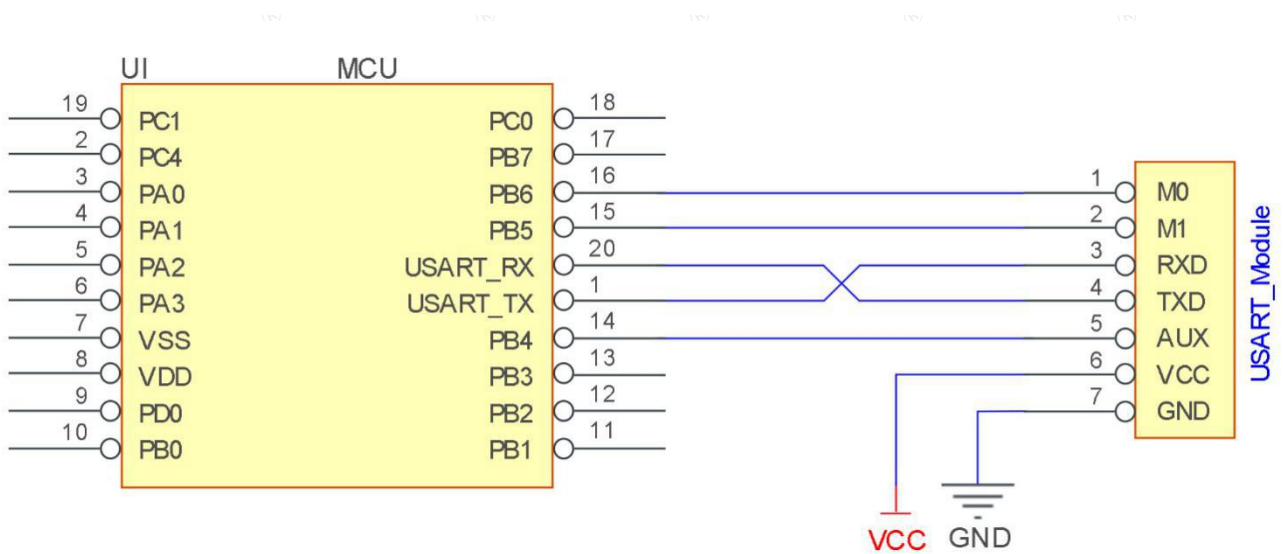 UI MCU
19 PC1 PC0 18
2 PC4 PB7 17
3 PA0 PB6 16 1 M0
4 PA1 PB5 15 2 M1
5 PA2 USART_RX 20 3 RXD
6 PA3 USART_TX 1 4 TXD
7 VSS PB4 14 5 AUX
8 VDD PB3 13 6 VCC
9 PD0 PB2 12 7 GND
10 PB0 PB1 11
USART_Module
VCC GND